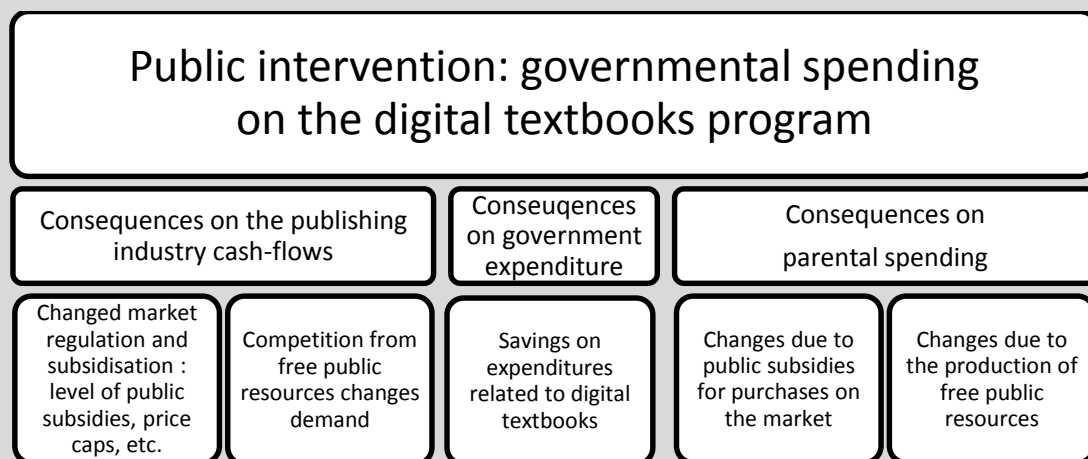 Public intervention: governmental spending
on the digital textbooks program
Consequences on the publishing
industry cash-flows
Conseuqences
on government
expenditure
Consequences on
parental spending
Changed market
regulation and
subsidisation :
level of public
subsidies, price
caps, etc.
Competition from
free public
resources changes
demand
Savings on
expenditures
related to digital
textbooks
Changes due to
public subsidies
for purchases on
the market
Changes due to
the production of
free public
resources